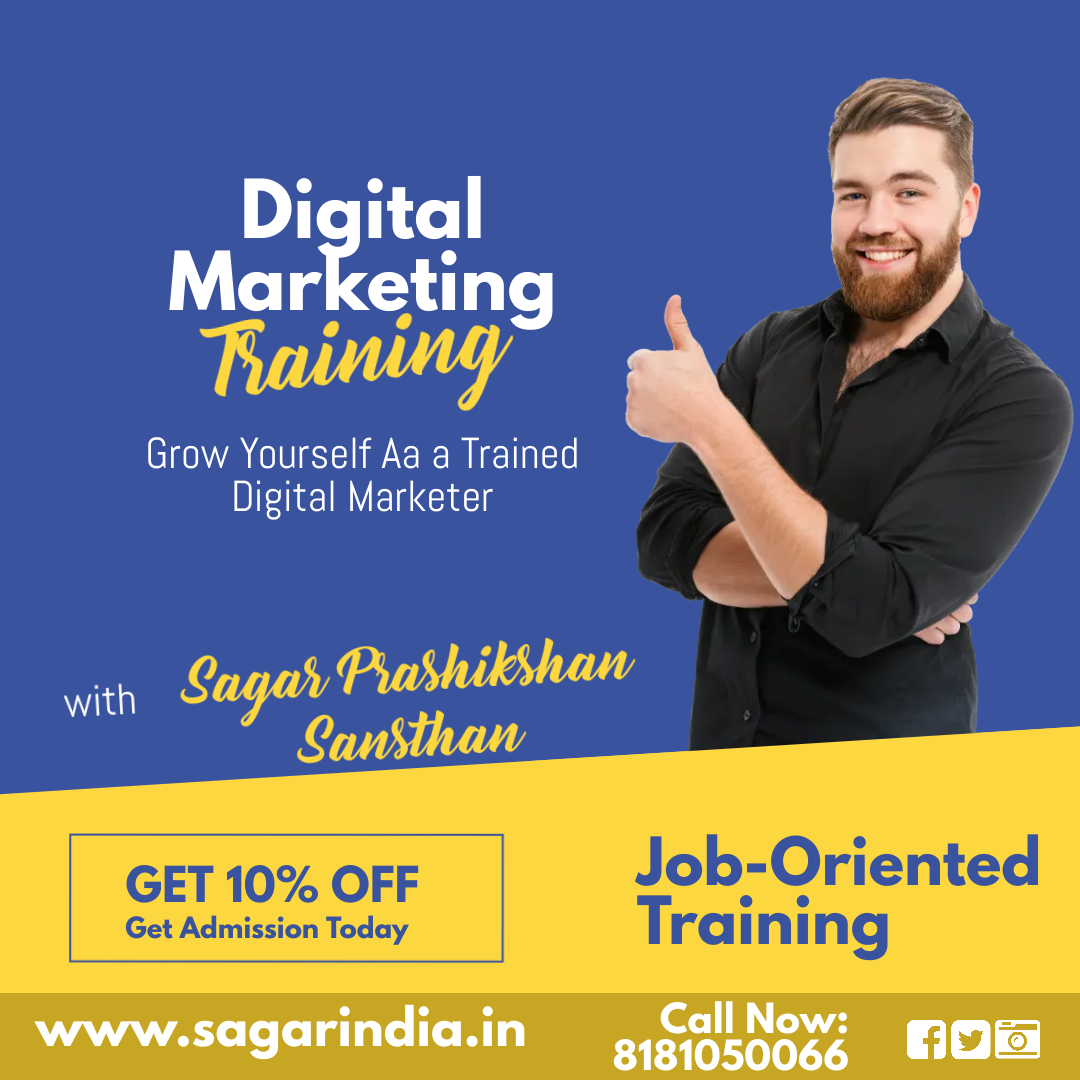 Digital
Marketing
Training
Grow Yourself Aa a Trained
Digital Marketer
with
Sagar Prashikshan
Sansthan
GET 10% OFF
Get Admission Today
Job-Oriented
Training
www.sagarindia.in
Call Now:
8181050066